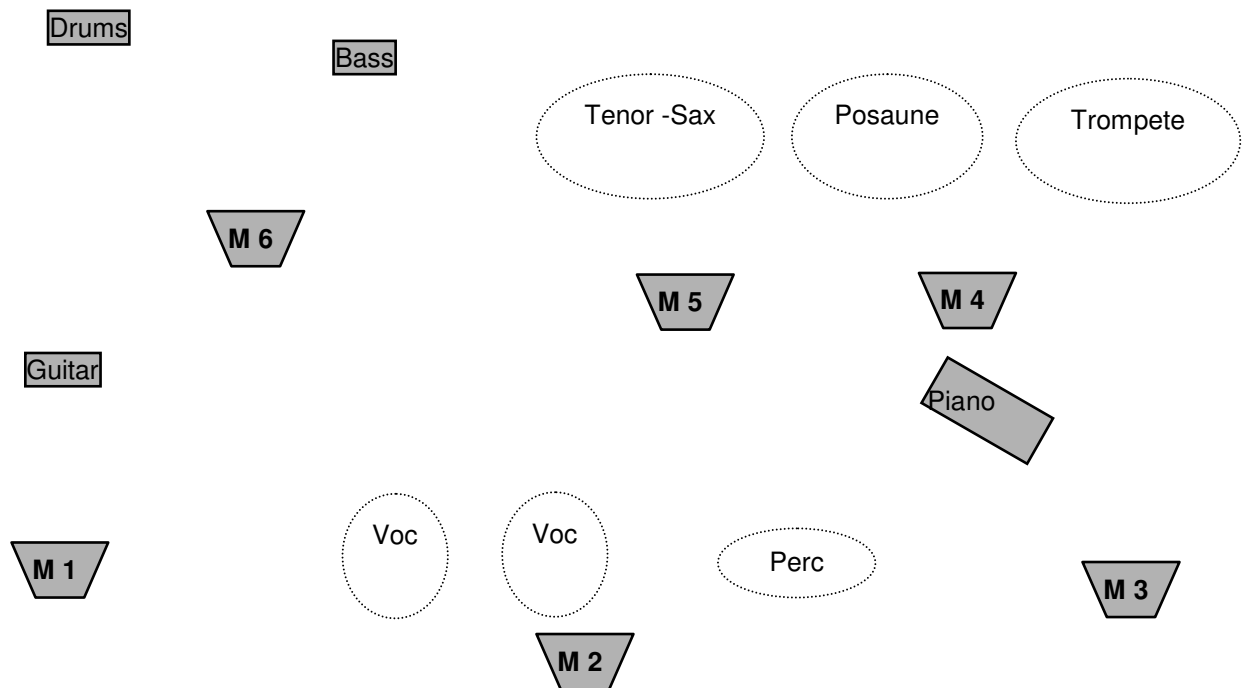 Drums
Bass
Tenor -Sax
Posaune
Trompete
M 6
M 5
M 4
Guitar
Piano
Voc
Voc
Perc
M 1
M 3
M 2